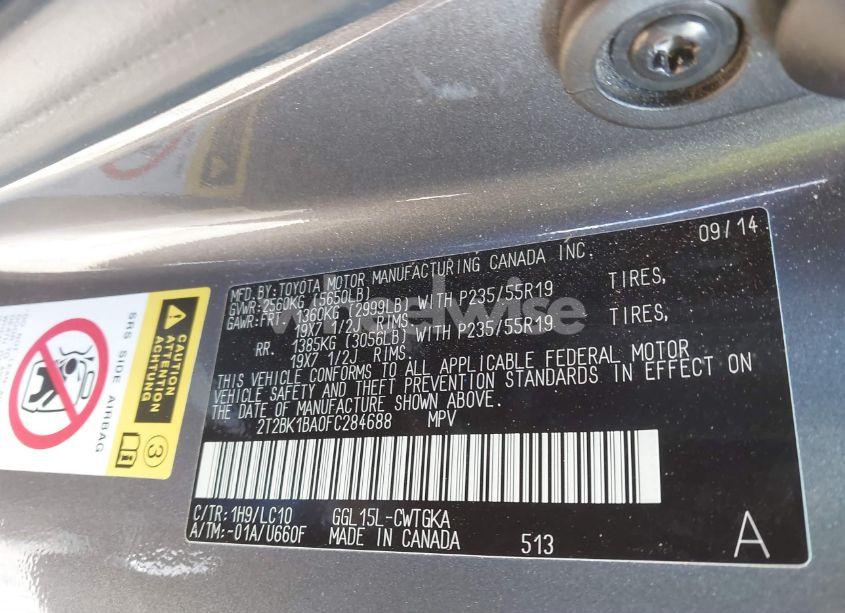 09/14
MFD.BY:TOYOTA MOTOR MANUFACTURING CANADA INC.
GVWR:2560KG (5650LB)
GAWR:FRT. 1360KG (2999LB) WITH P235/55R19 TIRES,
19X7 1/2J RIMS,
RR. 1385KG (3056LB) WITH P235/55R19 TIRES,
19X7 1/2J RIMS.
THIS VEHICLE CONFORMS TO ALL APPLICABLE FEDERAL MOTOR
VEHICLE SAFETY AND THEFT PREVENTION STANDARDS IN EFFECT ON
THE DATE OF MANUFACTURE SHOWN ABOVE.
2T2BK1BA0FC284688 MPV
C/TR: 1H9/LC10 GGL15L-CWTGKA
A/TM:-01A/U660F MADE IN CANADA 513 A
wheelwise
CAUTION
ATTENTION
ACHTUNG
SRS SIDE AIRBAG
3